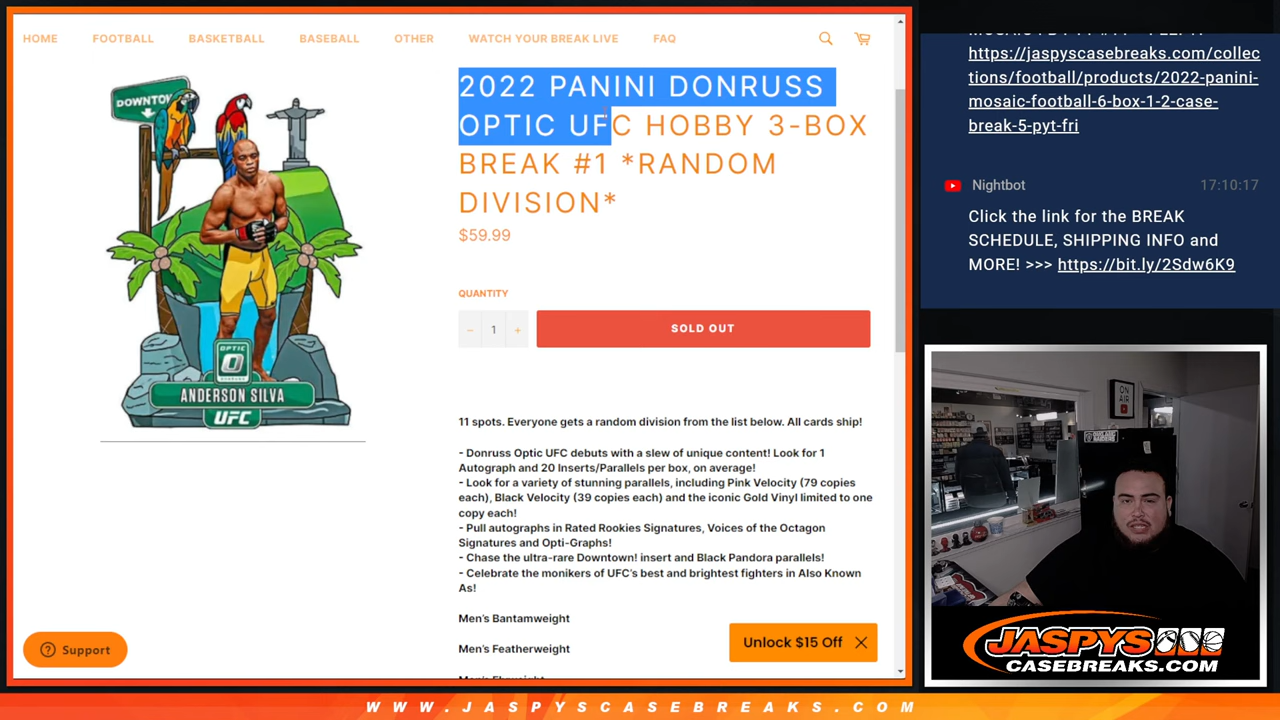 HOME FOOTBALL BASKETBALL BASEBALL OTHER WATCH YOUR BREAK LIVE FAQ
DOWNTOWN
OPTIC
DONRUSS
ANDERSON SILVA
UFC
2022 PANINI DONRUSS
OPTIC UFC HOBBY 3-BOX
BREAK #1 *RANDOM
DIVISION*
$59.99
QUANTITY
− 1 +
SOLD OUT
11 spots. Everyone gets a random division from the list below. All cards ship!
- Donruss Optic UFC debuts with a slew of unique content! Look for 1
Autograph and 20 Inserts/Parallels per box, on average!
- Look for a variety of stunning parallels, including Pink Velocity (79 copies
each), Black Velocity (39 copies each) and the iconic Gold Vinyl limited to one
copy each!
- Pull autographs in Rated Rookies Signatures, Voices of the Octagon
Signatures and Opti-Graphs!
- Chase the ultra-rare Downtown! insert and Black Pandora parallels!
- Celebrate the monikers of UFC's best and brightest fighters in Also Known
As!
Men's Bantamweight
Men's Featherweight
Support
Unlock $15 Off
https://jaspyscasebreaks.com/collec
tions/football/products/2022-panini-
mosaic-football-6-box-1-2-case-
break-5-pyt-fri
Nightbot 17:10:17
Click the link for the BREAK
SCHEDULE, SHIPPING INFO and
MORE! >>> https://bit.ly/2Sdw6K9
ON
AIR
JASPYS
CASEBREAKS.COM
WWW.JASPYSCASEBREAKS.COM